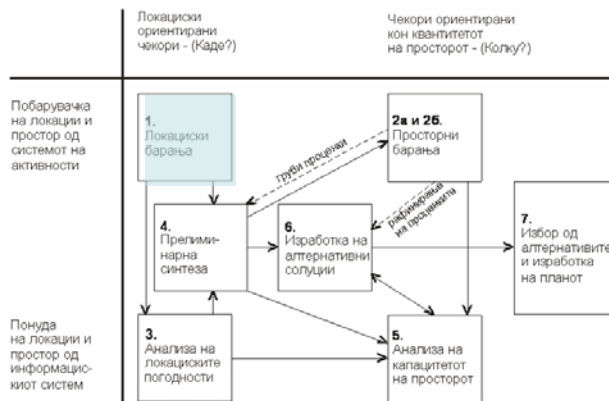 Локациски
ориентирани
чекори - (Каде?)
Чекори ориентирани
кон квантитетот
на просторот - (Колку?)
Побарувачка
на локации и
простор од
системот на
активности
1.
Локациски
барања
2а и 2б.
Просторни
барања
груби проценки
рафинирање
на проценката
4.
Прелими-
нарна
синтеза
6.
Изработка на
алтернативни
солуции
7.
Избор од
алтернативите
и изработка
на планот
Понуда
на локации и
простор од
информацис-
киот систем
3.
Анализа на
локациските
погодности
5.
Анализа на
капацитетот
на просторот